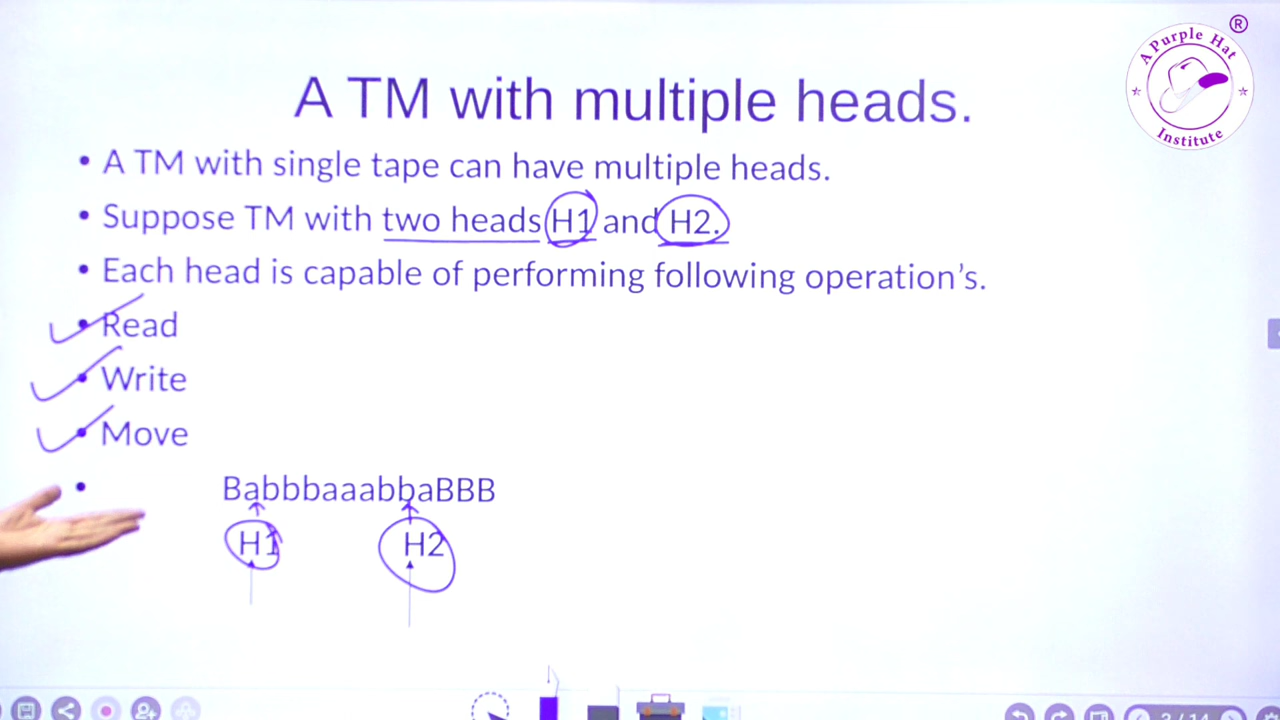 A Purple Hat
Institute
®
A TM with multiple heads.
• A TM with single tape can have multiple heads.
• Suppose TM with two heads H1 and H2.
• Each head is capable of performing following operation’s.
• Read
• Write
• Move
•
BabbbaaabbaBBB
H1 H2